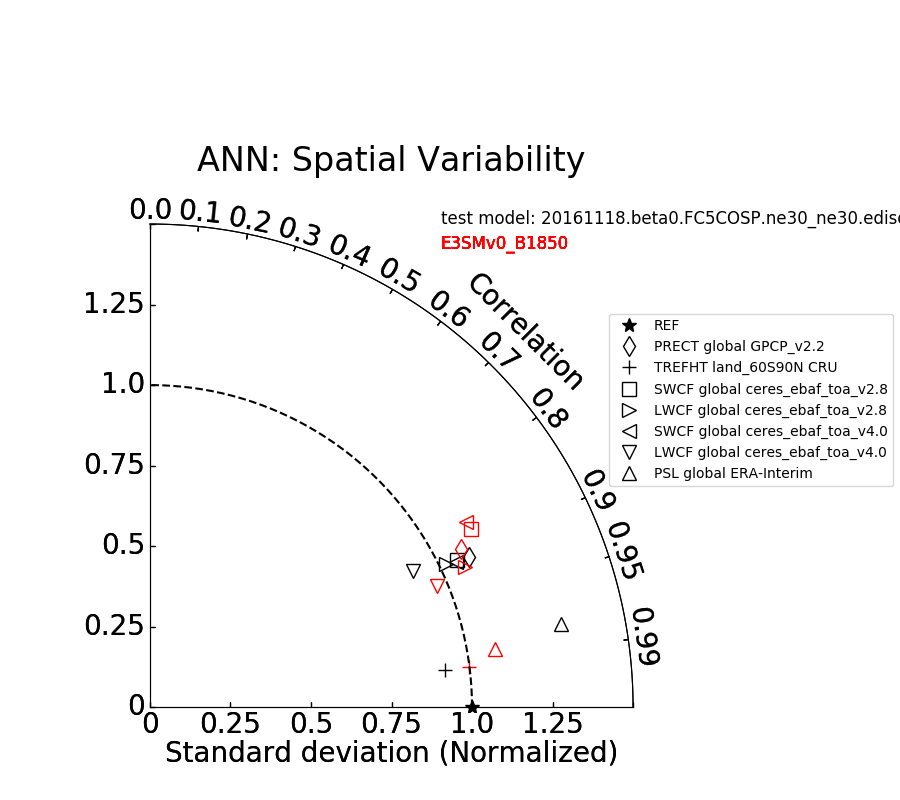 ANN: Spatial Variability
test model: 20161118.beta0.FC5COSP.ne30_ne30.edis
E3SMv0_B1850
0.0 0.1 0.2 0.3 0.4 0.5 0.6 0.7 0.8 0.9 0.95 0.99
Correlation
1.25
1.0
0.75
0.5
0.25
0
0 0.25 0.5 0.75 1.0 1.25
Standard deviation (Normalized)
REF
PRECT global GPCP_v2.2
TREFHT land_60S90N CRU
SWCF global ceres_ebaf_toa_v2.8
LWCF global ceres_ebaf_toa_v2.8
SWCF global ceres_ebaf_toa_v4.0
LWCF global ceres_ebaf_toa_v4.0
PSL global ERA-Interim